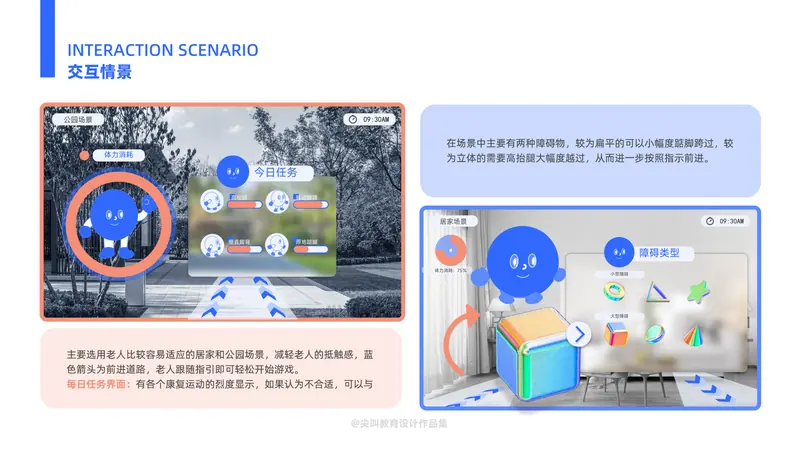 INTERACTION SCENARIO
交互情景
公园场景
09:30AM
体力消耗
今日任务
原地踮脚
主要选用老人比较容易适应的居家和公园场景，减轻老人的抵触感，蓝
色箭头为前进道路，老人跟随指引即可轻松开始游戏。
每日任务界面：有各个康复运动的烈度显示，如果认为不合适，可以与
在场景中主要有两种障碍物，较为扁平的可以小幅度踮脚跨过，较
为立体的需要高抬腿大幅度越过，从而进一步按照指示前进。
居家场景
09:30AM
体力消耗：75%
障碍类型
小型障碍
大型障碍
@尖叫教育设计作品集